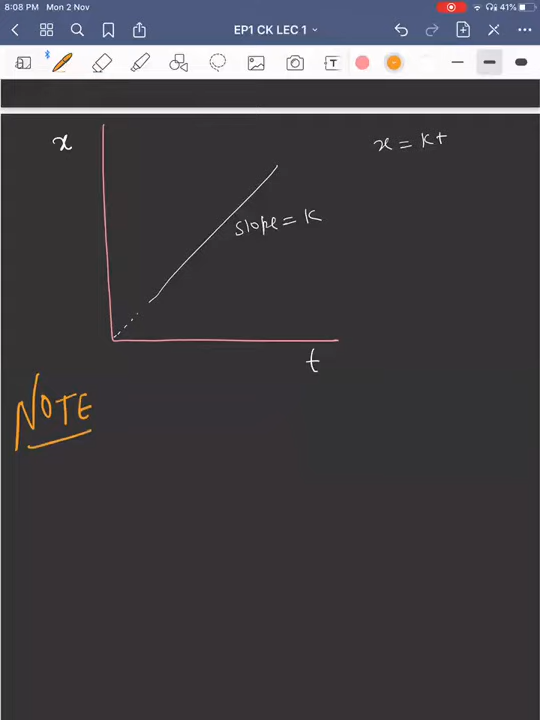 8:08 PM Mon 2 Nov 41%
EP1 CK LEC 1
x
x = kt
slope = k
t
NOTE